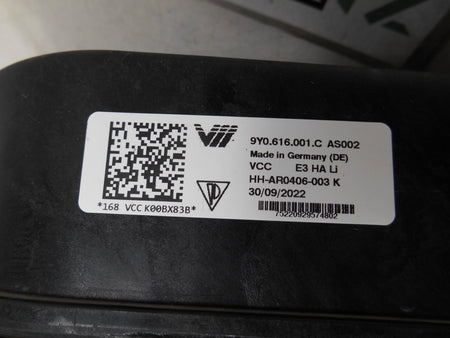 9Y0.616.001.C AS002
Made in Germany (DE)
VCC E3 HA Li
HH-AR0406-003 K
30/09/2022
75220929574802
*168 VCC K00BX83B*